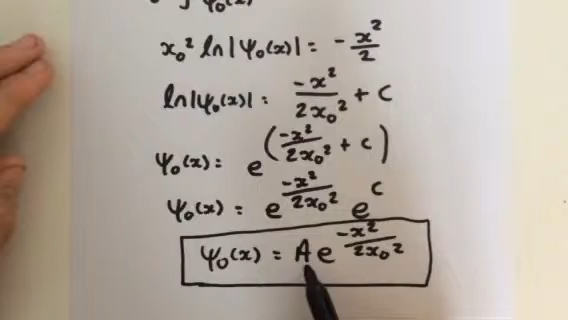 x₀² ln|ψ₀(x)| = -x²/2
ln|ψ₀(x)| = -x²/2x₀² + C
ψ₀(x) = e^(-x²/2x₀² + C)
ψ₀(x) = e^(-x²/2x₀²) e^C
ψ₀(x) = A e^(-x²/2x₀²)